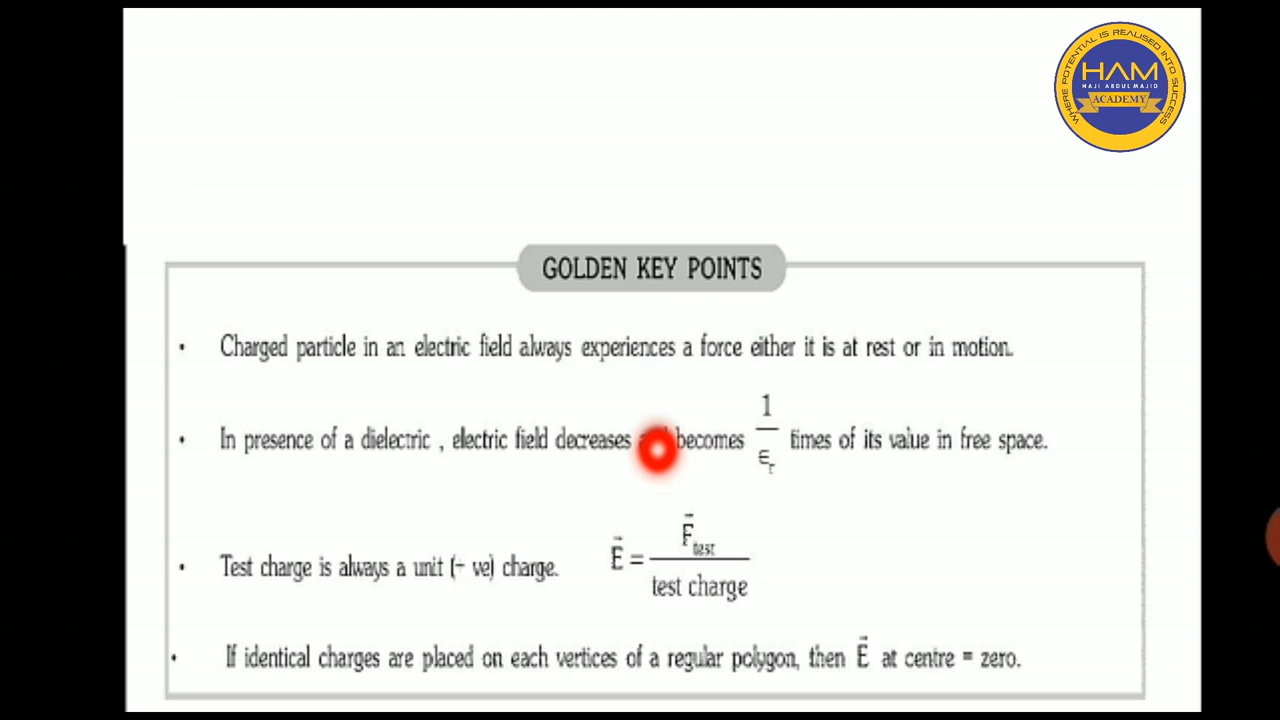 WHERE POTENTIAL IS REALISED INTO SUCCESS
HAM
HAJI ABDUL MAJID
ACADEMY
GOLDEN KEY POINTS
• Charged particle in an electric field always experiences a force either it is at rest or in motion.
• In presence of a dielectric , electric field decreases becomes 1/ϵr times of its value in free space.
• Test charge is always a unit (+ ve) charge. E⃗ = F⃗test / test charge
• If identical charges are placed on each vertices of a regular polygon, then E⃗ at centre = zero.